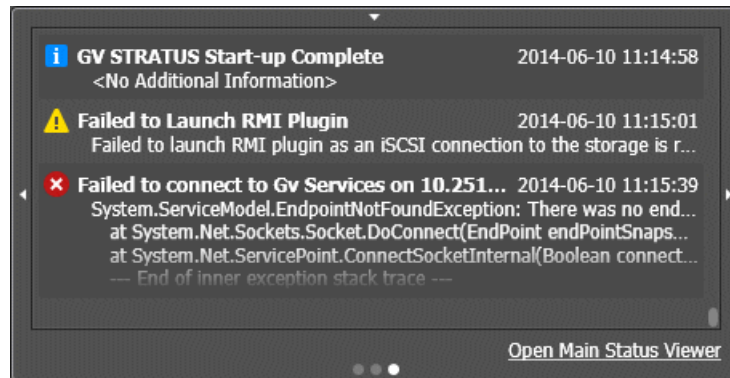 GV STRATUS Start-up Complete 2014-06-10 11:14:58
<No Additional Information>
Failed to Launch RMI Plugin 2014-06-10 11:15:01
Failed to launch RMI plugin as an iSCSI connection to the storage is r...
Failed to connect to Gv Services on 10.251... 2014-06-10 11:15:39
System.ServiceModel.EndpointNotFoundException: There was no end...
at System.Net.Sockets.Socket.DoConnect(EndPoint endPointSnaps...
at System.Net.ServicePoint.ConnectSocketInternal(Boolean connect...
--- End of inner exception stack trace ---
Open Main Status Viewer